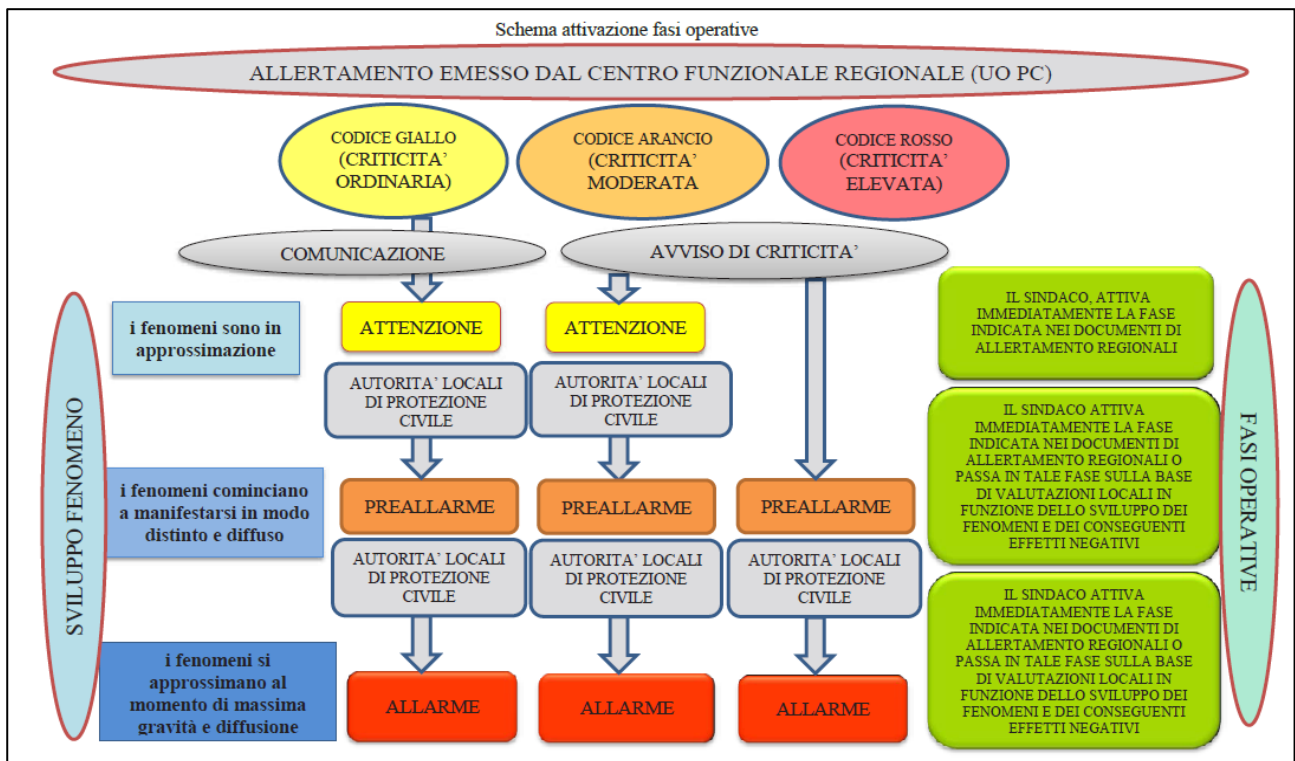 Schema attivazione fasi operative
ALLERTAMENTO EMESSO DAL CENTRO FUNZIONALE REGIONALE (UO PC)
CODICE GIALLO
(CRITICITA’
ORDINARIA)
CODICE ARANCIO
(CRITICITA’
MODERATA
CODICE ROSSO
(CRITICITA’
ELEVATA)
COMUNICAZIONE
AVVISO DI CRITICITA’
SVILUPPO FENOMENO
i fenomeni sono in
approssimazione
ATTENZIONE
ATTENZIONE
IL SINDACO, ATTIVA
IMMEDIATAMENTE LA FASE
INDICATA NEI DOCUMENTI DI
ALLERTAMENTO REGIONALI
AUTORITA’ LOCALI
DI PROTEZIONE
CIVILE
AUTORITA’ LOCALI
DI PROTEZIONE
CIVILE
i fenomeni cominciano
a manifestarsi in modo
distinto e diffuso
PREALLARME
PREALLARME
PREALLARME
IL SINDACO ATTIVA
IMMEDIATAMENTE LA FASE
INDICATA NEI DOCUMENTI DI
ALLERTAMENTO REGIONALI O
PASSA IN TALE FASE SULLA BASE
DI VALUTAZIONI LOCALI IN
FUNZIONE DELLO SVILUPPO DEI
FENOMENI E DEI CONSEGUENTI
EFFETTI NEGATIVI
AUTORITA’ LOCALI
DI PROTEZIONE
CIVILE
AUTORITA’ LOCALI
DI PROTEZIONE
CIVILE
AUTORITA’ LOCALI
DI PROTEZIONE
CIVILE
i fenomeni si
approssimano al
momento di massima
gravità e diffusione
ALLARME
ALLARME
ALLARME
IL SINDACO ATTIVA
IMMEDIATAMENTE LA FASE
INDICATA NEI DOCUMENTI DI
ALLERTAMENTO REGIONALI O
PASSA IN TALE FASE SULLA BASE
DI VALUTAZIONI LOCALI IN
FUNZIONE DELLO SVILUPPO DEI
FENOMENI E DEI CONSEGUENTI
EFFETTI NEGATIVI
FASI OPERATIVE